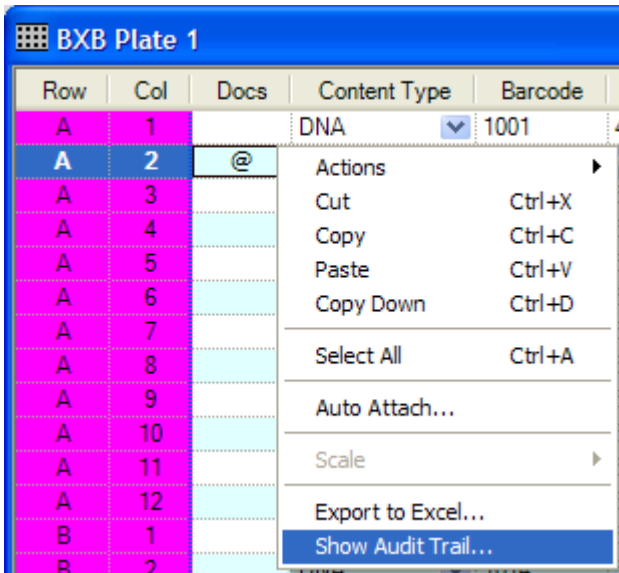 BXB Plate 1
Row Col Docs Content Type Barcode
A 1 DNA 1001
A 2 @
Actions
A 3
Cut Ctrl+X
A 4
Copy Ctrl+C
A 5
Paste Ctrl+V
A 6
Copy Down Ctrl+D
A 7
A 8
Select All Ctrl+A
A 9
Auto Attach...
A 10
A 11
Scale
A 12
Export to Excel...
B 1
Show Audit Trail...
B 2